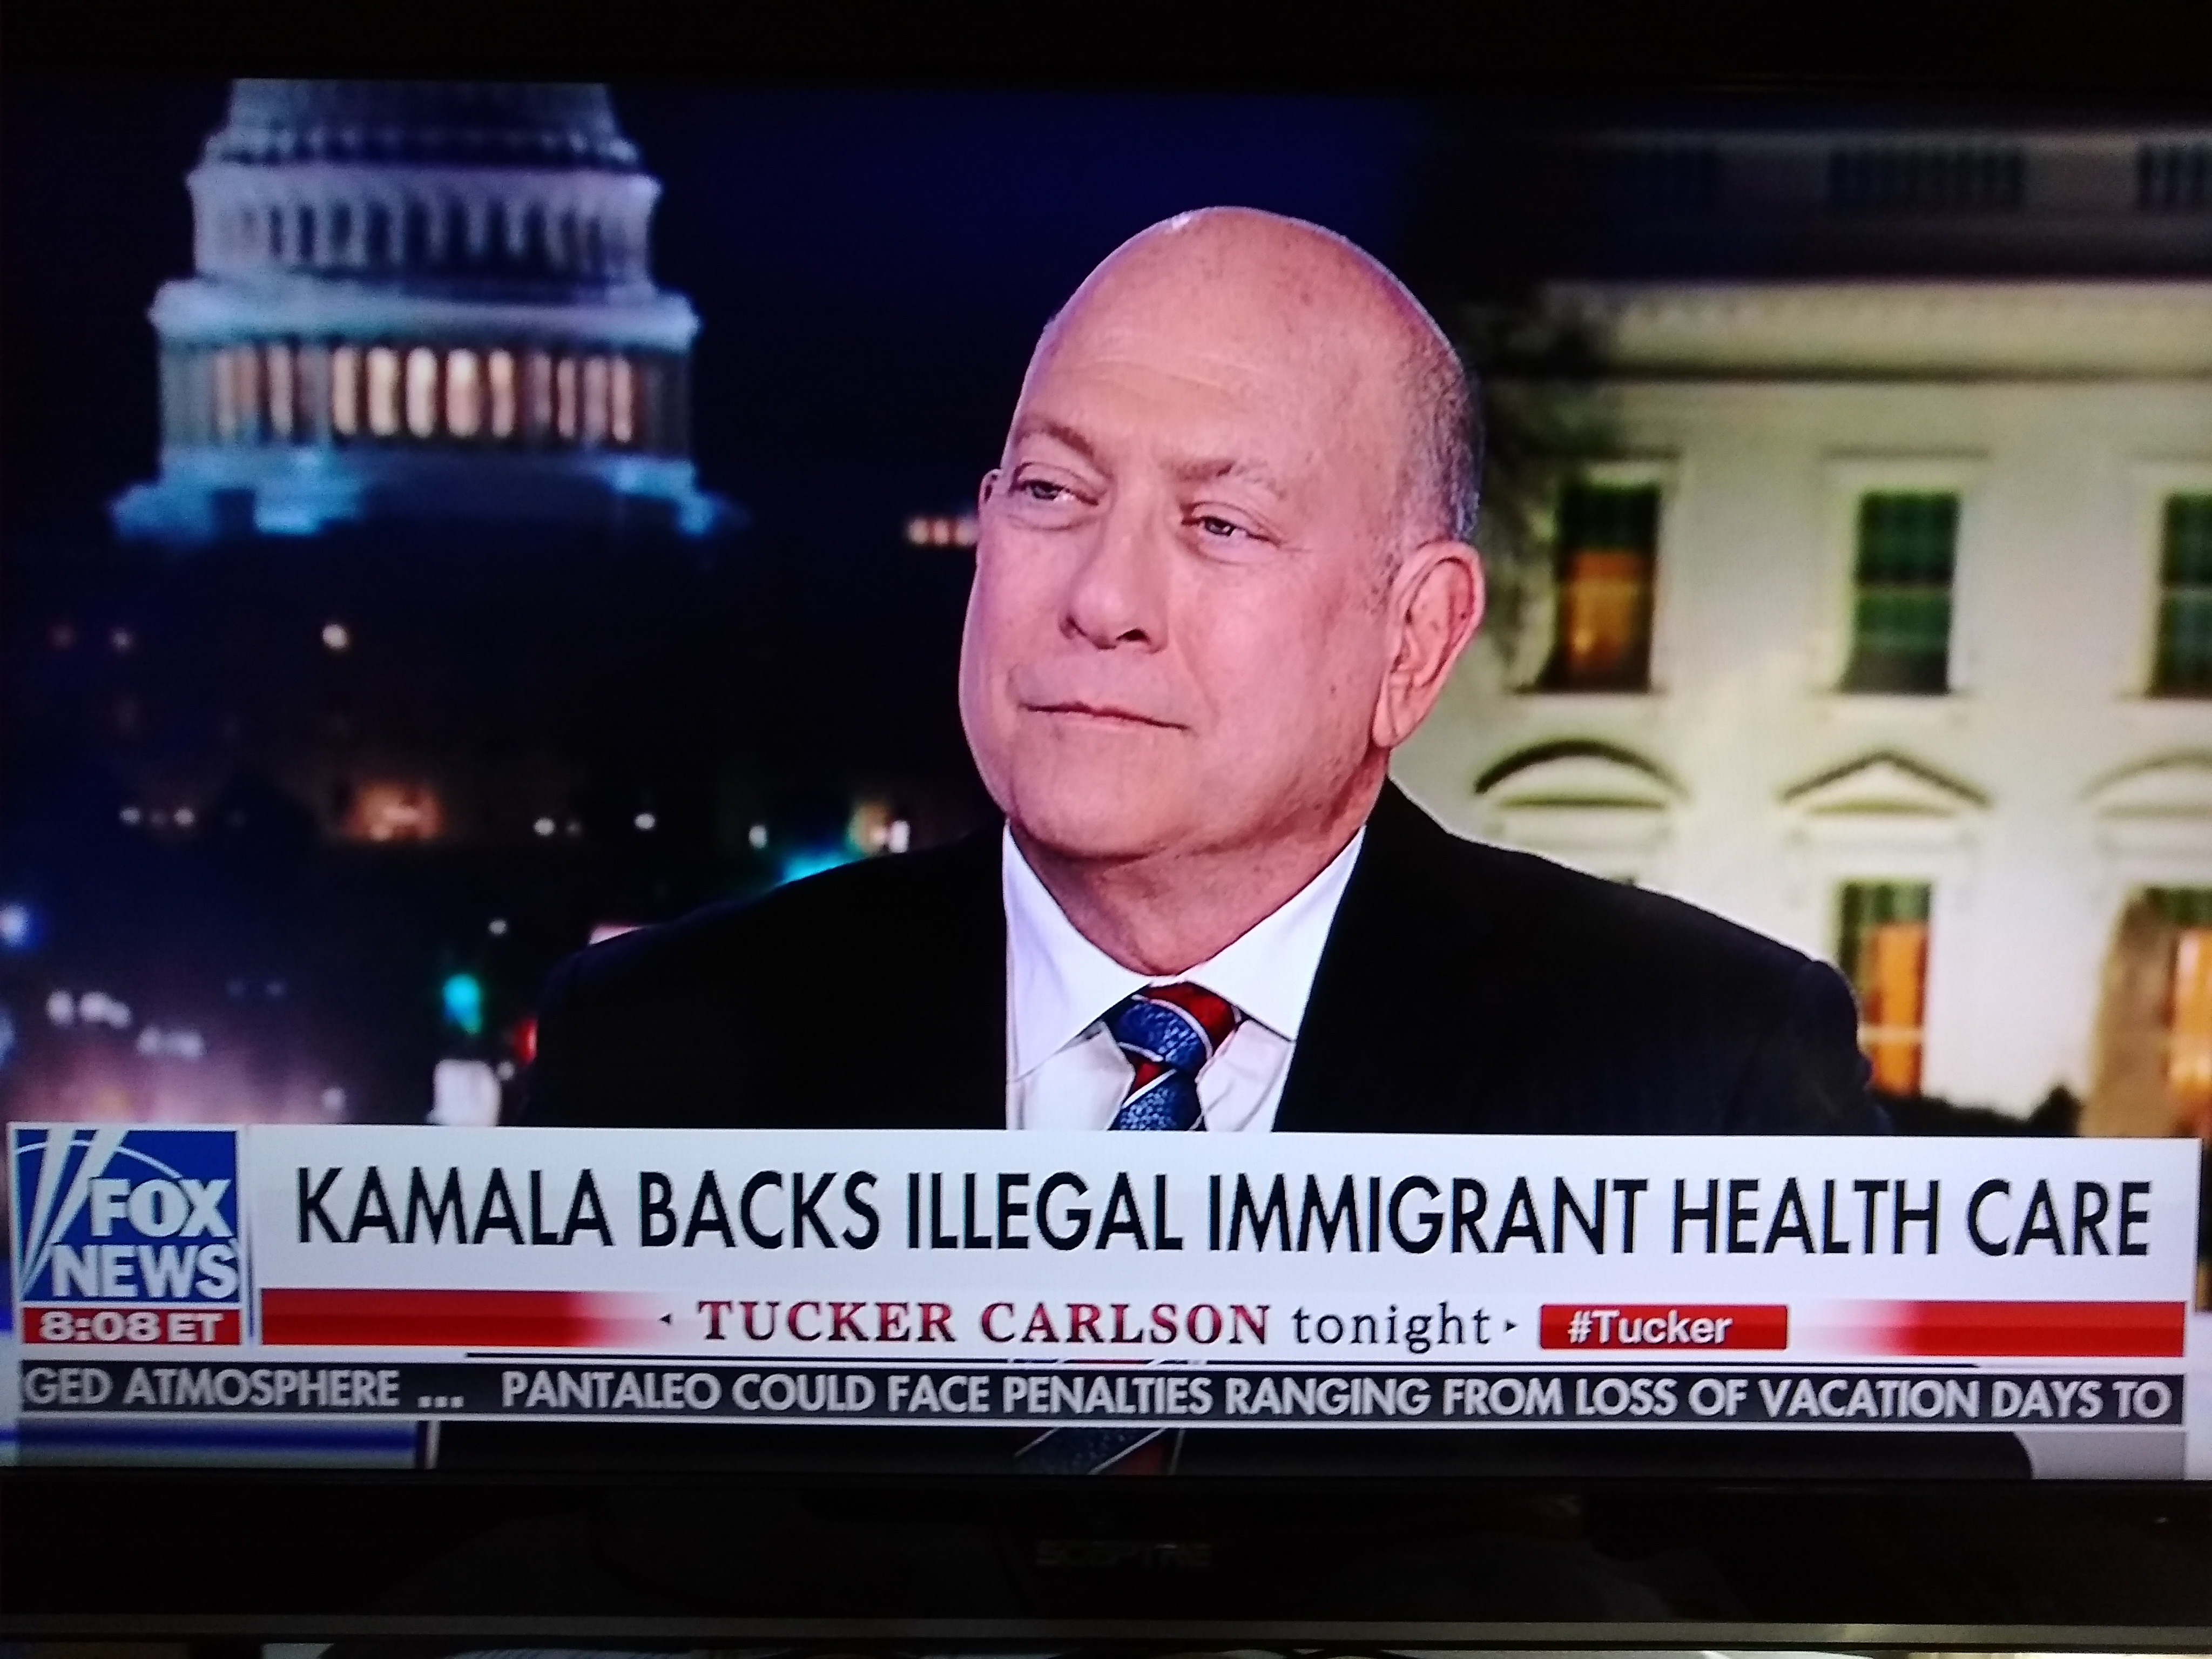 FOX
NEWS
8:08 ET
KAMALA BACKS ILLEGAL IMMIGRANT HEALTH CARE
TUCKER CARLSON tonight
#Tucker
GED ATMOSPHERE ... PANTALEO COULD FACE PENALTIES RANGING FROM LOSS OF VACATION DAYS TO
SCEPTRE